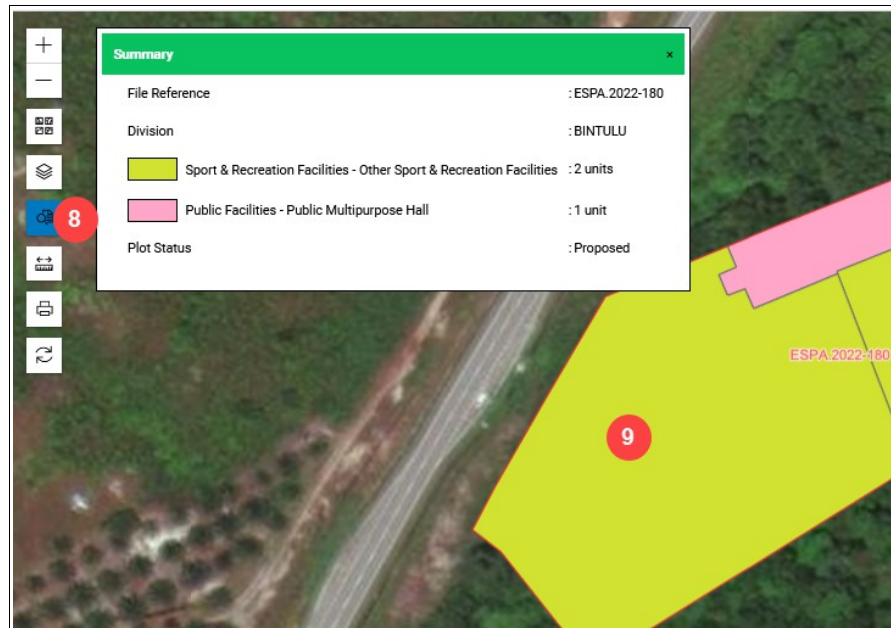 Summary ×
File Reference : ESPA.2022-180
Division : BINTULU
Sport & Recreation Facilities - Other Sport & Recreation Facilities : 2 units
Public Facilities - Public Multipurpose Hall : 1 unit
Plot Status : Proposed
8
ESPA.2022-180
9